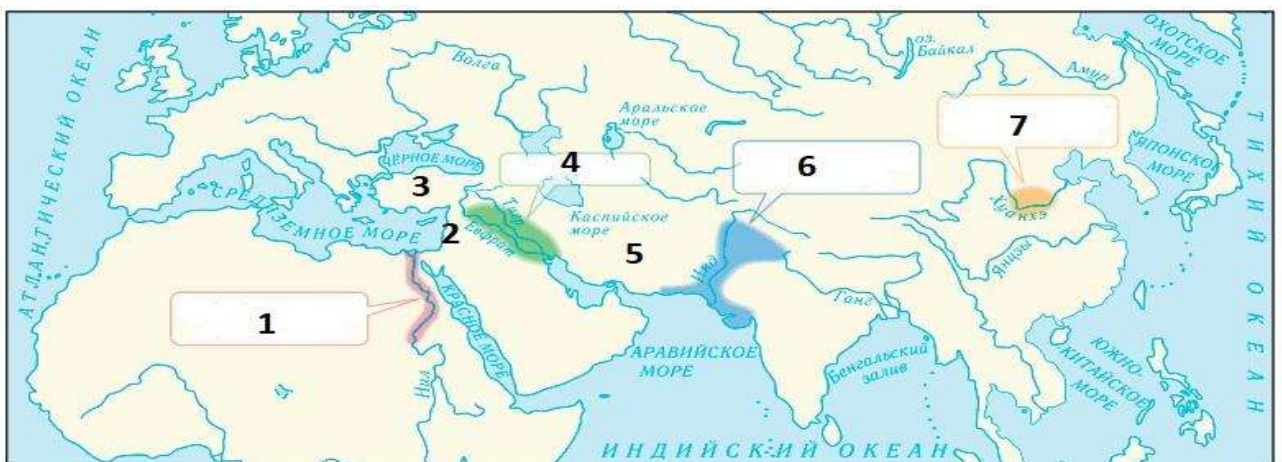 АТЛАНТИЧЕСКИЙ ОКЕАН
Волга
оз.
Байкал
Амур
ОХОТСКОЕ
МОРЕ
Аральское
море
7
ТИХИЙ ОКЕАН
ЯПОНСКОЕ
МОРЕ
ЧЁРНОЕ МОРЕ
4
6
3
СРЕДИЗЕМНОЕ МОРЕ
Тигр
Евфрат
2
Каспийское
море
5
Инд
Хуанхэ
Янцзы
Ганг
1
КРАСНОЕ МОРЕ
Нил
АРАВИЙСКОЕ
МОРЕ
Бенгальский
залив
ЮЖНО-
КИТАЙСКОЕ
МОРЕ
ИНДИЙСКИЙ ОКЕАН